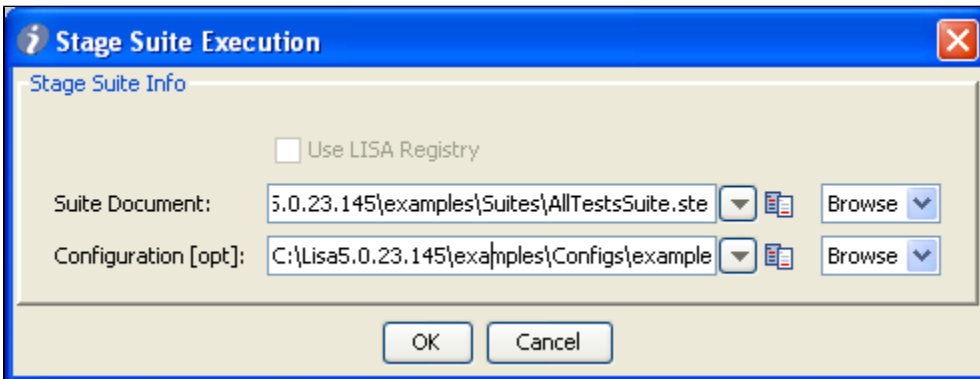 Stage Suite Execution
Stage Suite Info
Use LISA Registry
Suite Document: 5.0.23.145\examples\Suites\AllTestsSuite.ste Browse
Configuration [opt]: C:\Lisa5.0.23.145\examples\Configs\example Browse
OK Cancel